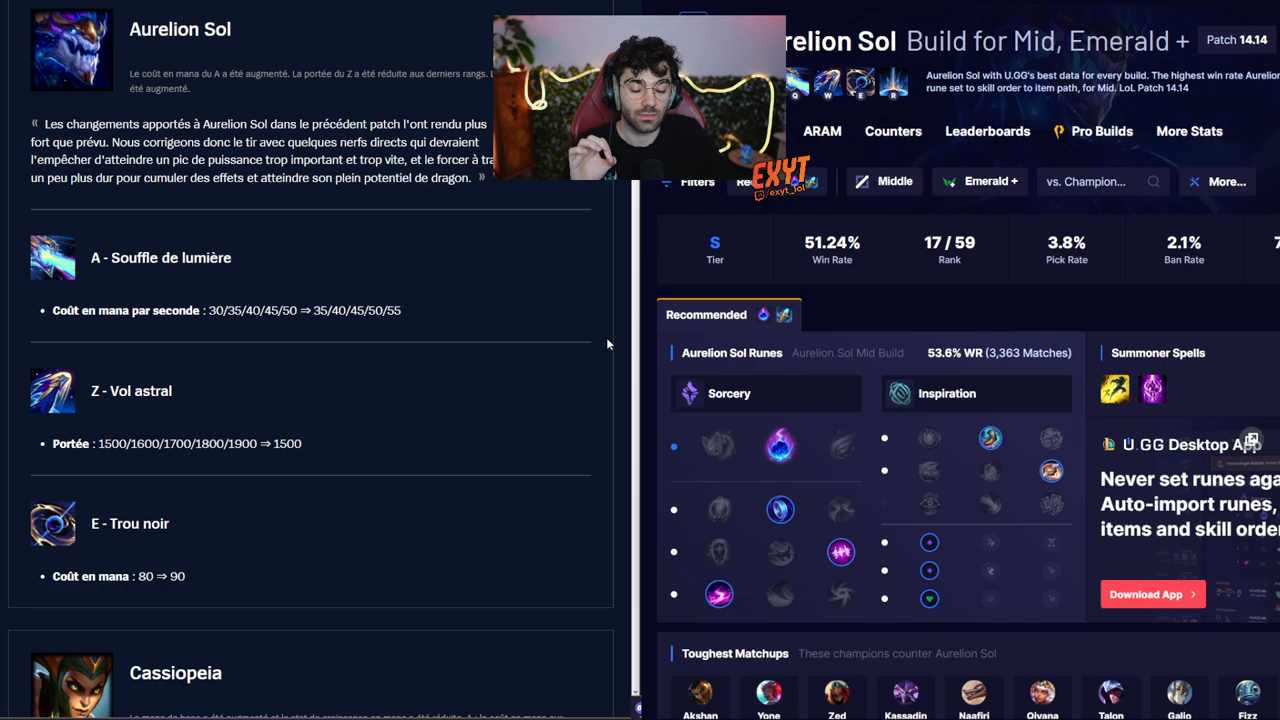 Aurelion Sol
Le coût en mana du A a été augmenté. La portée du Z a été réduite aux derniers rangs. L
été augmenté.
« Les changements apportés à Aurelion Sol dans le précédent patch l'ont rendu plus
fort que prévu. Nous corrigeons donc le tir avec quelques nerfs directs qui devraient
l'empêcher d'atteindre un pic de puissance trop important et trop vite, et le forcer à tra
un peu plus dur pour cumuler des effets et atteindre son plein potentiel de dragon. »
A - Souffle de lumière
• Coût en mana par seconde : 30/35/40/45/50 ⇒ 35/40/45/50/55
Z - Vol astral
• Portée : 1500/1600/1700/1800/1900 ⇒ 1500
E - Trou noir
• Coût en mana : 80 ⇒ 90
Cassiopeia
EXYT
/exyt_lol
relion Sol Build for Mid, Emerald +
Patch 14.14
Q W E R
Aurelion Sol with U.GG's best data for every build. The highest win rate Aurelion
rune set to skill order to item path, for Mid. LoL Patch 14.14
ARAM Counters Leaderboards Pro Builds More Stats
Filters
Middle
Emerald +
vs. Champion...
More...
S 51.24% 17 / 59 3.8% 2.1% 7
Tier Win Rate Rank Pick Rate Ban Rate
Recommended
Aurelion Sol Runes Aurelion Sol Mid Build 53.6% WR (3,363 Matches)
Sorcery Inspiration
Summoner Spells
U.GG Desktop App
Never set runes aga
Auto-import runes,
items and skill orde
Download App
Toughest Matchups These champions counter Aurelion Sol
Akshan Yone Zed Kassadin Naafiri Qiyana Talon Galio Fizz